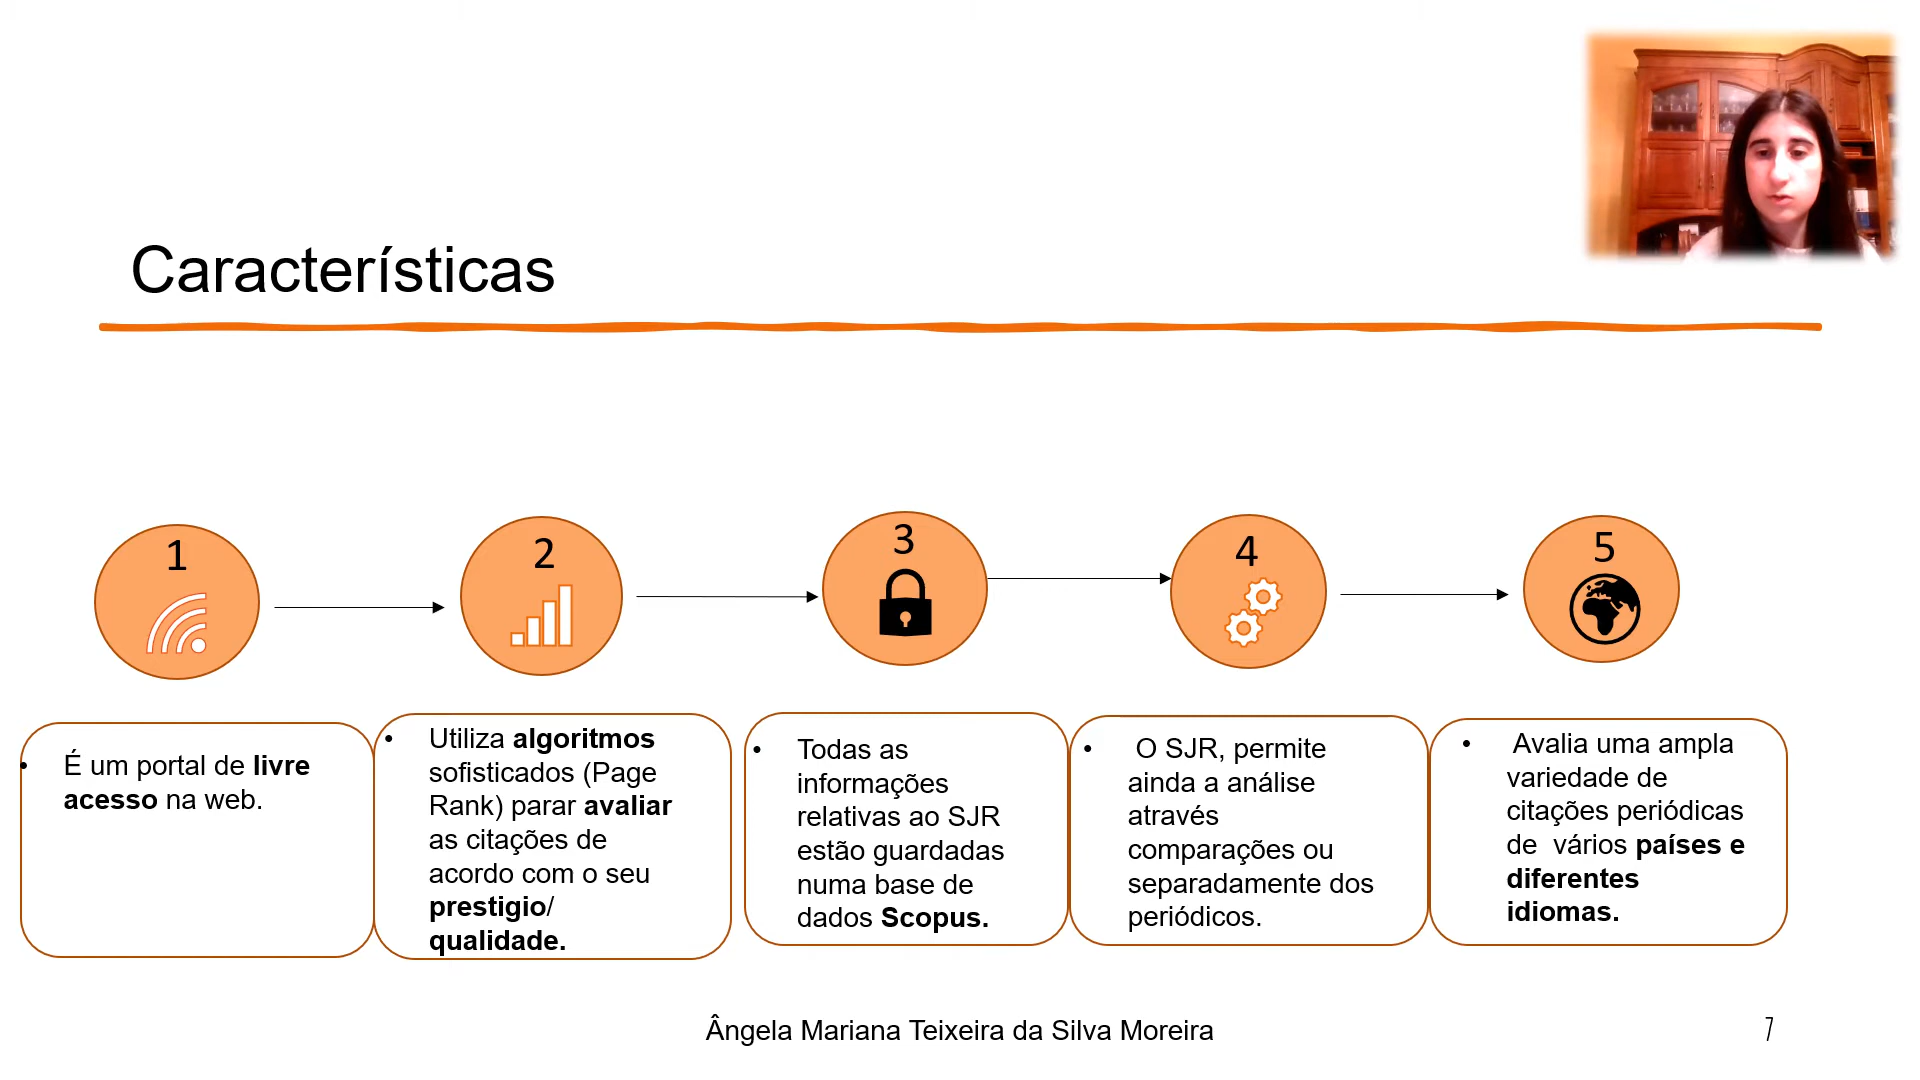 Características
1
2
3
4
5
• É um portal de livre
acesso na web.
• Utiliza algoritmos
sofisticados (Page
Rank) parar avaliar
as citações de
acordo com o seu
prestigio/
qualidade.
• Todas as
informações
relativas ao SJR
estão guardadas
numa base de
dados Scopus.
• O SJR, permite
ainda a análise
através
comparações ou
separadamente dos
periódicos.
• Avalia uma ampla
variedade de
citações periódicas
de vários países e
diferentes
idiomas.
Ângela Mariana Teixeira da Silva Moreira
7